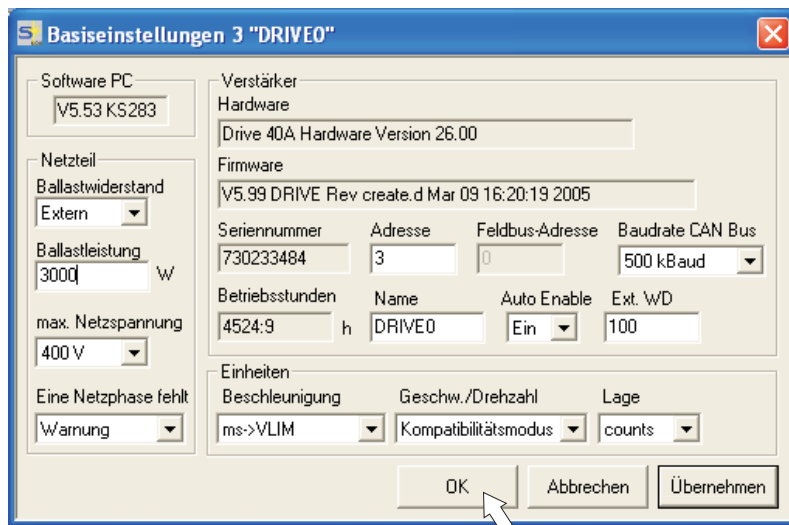 Basiseinstellungen 3 "DRIVE0"
Software PC
V5.53 KS283
Netzteil
Ballastwiderstand
Extern
Ballastleistung
3000 W
max. Netzspannung
400 V
Eine Netzphase fehlt
Warnung
Verstärker
Hardware
Drive 40A Hardware Version 26.00
Firmware
V5.99 DRIVE Rev create.d Mar 09 16:20:19 2005
Seriennummer Adresse Feldbus-Adresse Baudrate CAN Bus
730233484 3 0 500 kBaud
Betriebsstunden Name Auto Enable Ext. WD
4524:9 h DRIVE0 Ein 100
Einheiten
Beschleunigung Geschw./Drehzahl Lage
ms->VLIM Kompatibilitätsmodus counts
OK Abbrechen Übernehmen